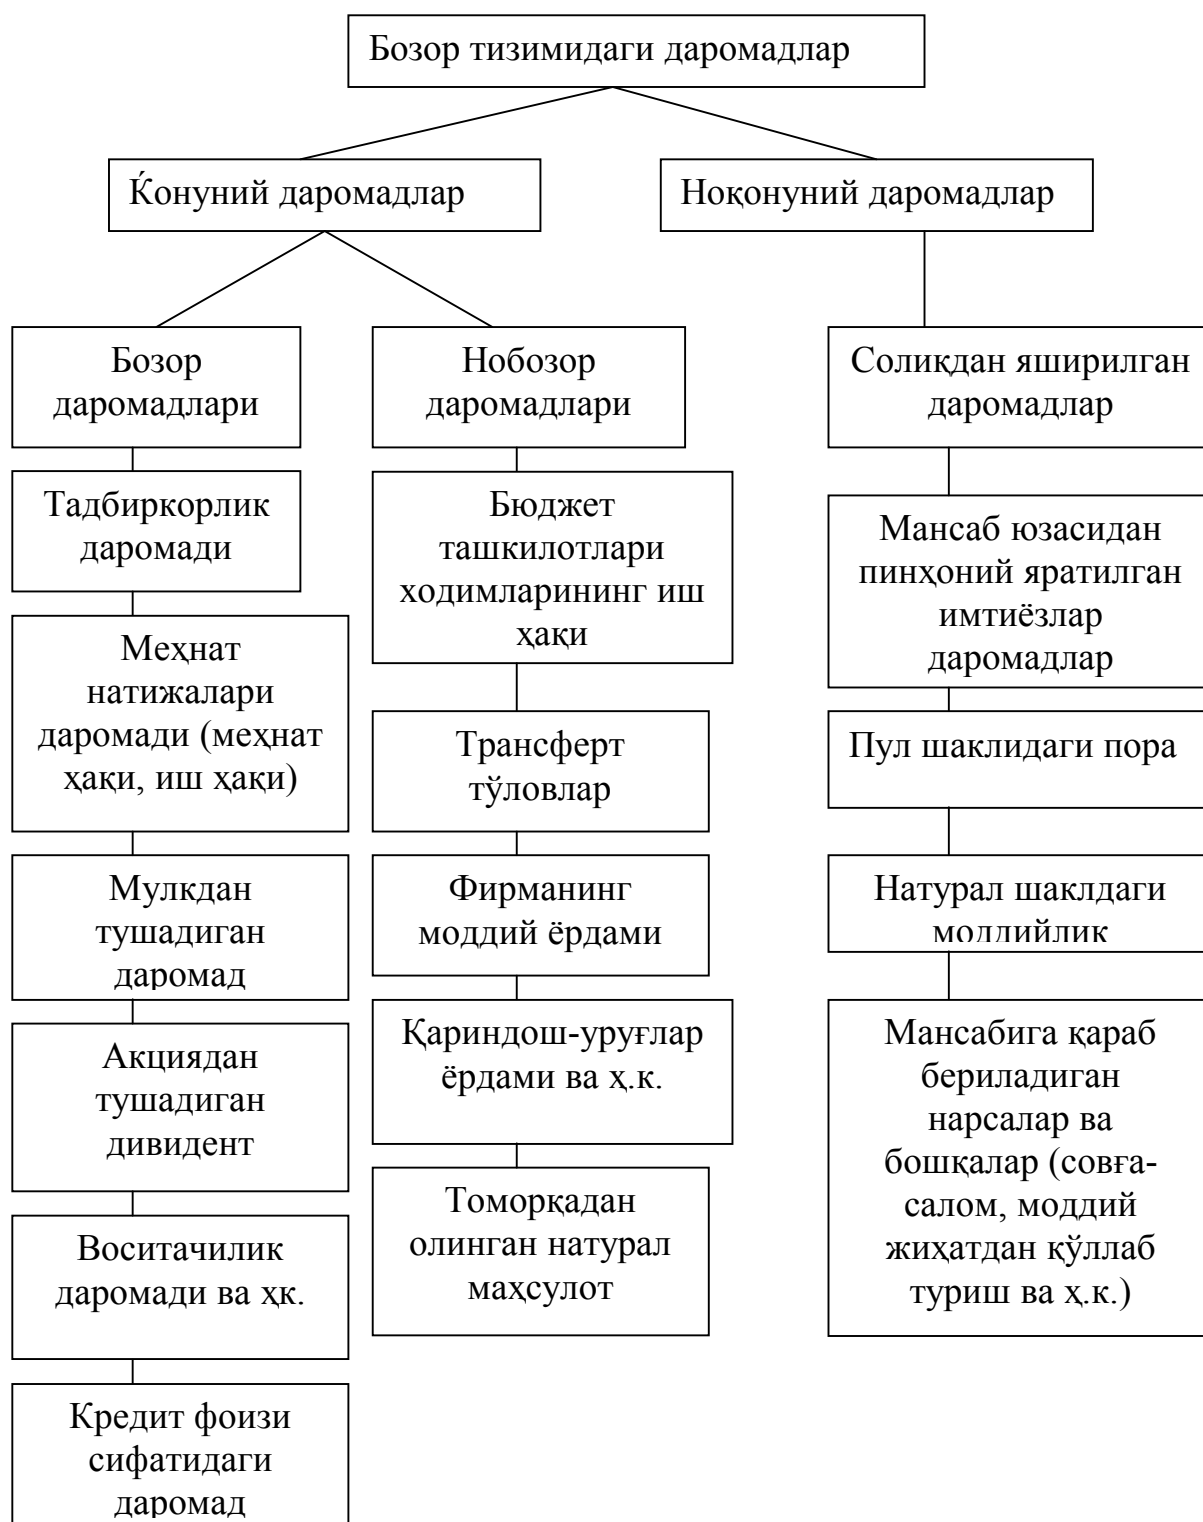 Бозор тизимидаги даромадлар
Ќонуний даромадлар
Ноқонуний даромадлар
Бозор
даромадлари
Тадбиркорлик
даромади
Меҳнат
натижалари
даромади (меҳнат
ҳақи, иш ҳақи)
Мулкдан
тушадиган
даромад
Акциядан
тушадиган
дивидент
Воситачилик
даромади ва ҳк.
Кредит фоизи
сифатидаги
даромад
Нобозор
даромадлари
Бюджет
ташкилотлари
ходимларининг иш
ҳақи
Трансферт
тўловлар
Фирманинг
моддий ёрдами
Қариндош-уруғлар
ёрдами ва ҳ.к.
Томорқадан
олинган натурал
маҳсулот
Солиқдан яширилган
даромадлар
Мансаб юзасидан
пинҳоний яратилган
имтиёзлар
даромадлар
Пул шаклидаги пора
Натурал шаклдаги
моддийлик
Мансабига қараб
бериладиган
нарсалар ва
бошқалар (совға-
салом, моддий
жиҳатдан қўллаб
туриш ва ҳ.к.)